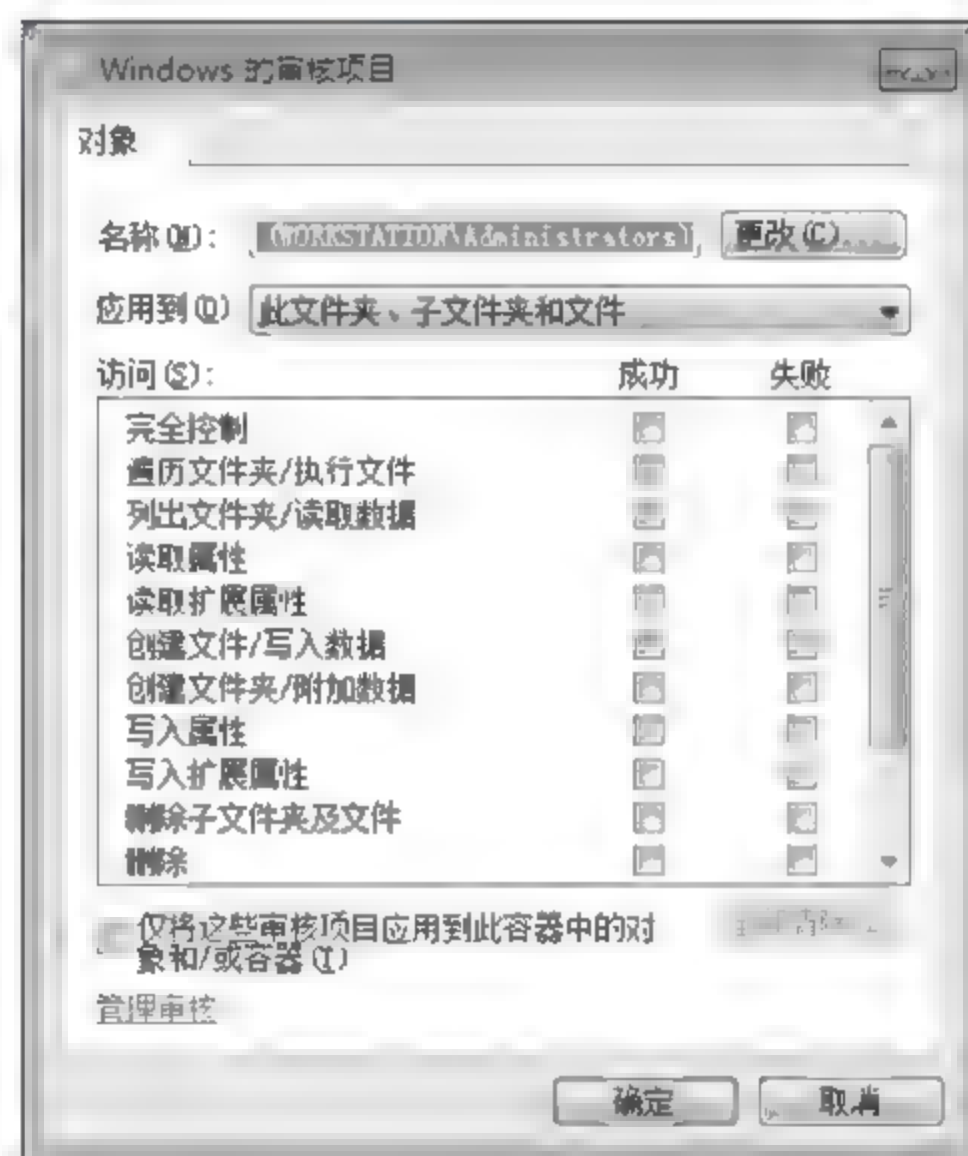 Windows 的审核项目
对象
名称(N): (WORKSTATION\Administrators) 更改(C)...
应用到(O) 此文件夹、子文件夹和文件
访问(S): 成功 失败
完全控制
遍历文件夹/执行文件
列出文件夹/读取数据
读取属性
读取扩展属性
创建文件/写入数据
创建文件夹/附加数据
写入属性
写入扩展属性
删除子文件夹及文件
删除
仅将这些审核项目应用到此容器中的对
象和/或容器(T)
管理审核
确定 取消